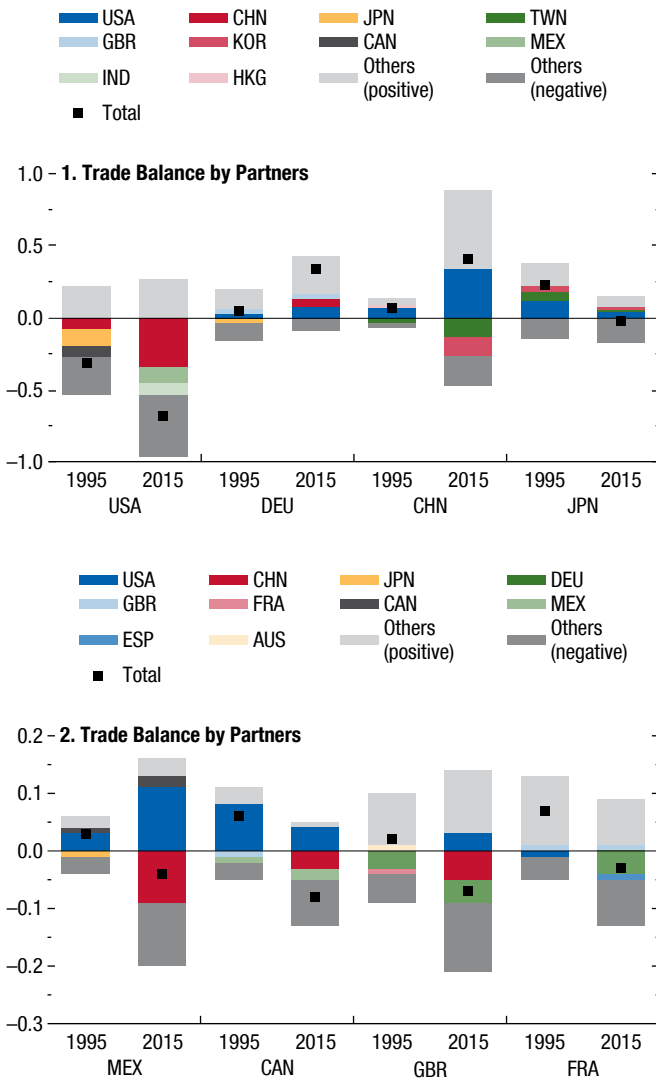 USA CHN JPN TWN
GBR KOR CAN MEX
IND HKG Others (positive) Others (negative)
Total
1. Trade Balance by Partners
1.0
0.5
0.0
–0.5
–1.0
1995 2015 1995 2015 1995 2015 1995 2015
USA DEU CHN JPN
USA CHN JPN DEU
GBR FRA CAN MEX
ESP AUS Others (positive) Others (negative)
Total
2. Trade Balance by Partners
0.2
0.1
0.0
–0.1
–0.2
–0.3
1995 2015 1995 2015 1995 2015 1995 2015
MEX CAN GBR FRA